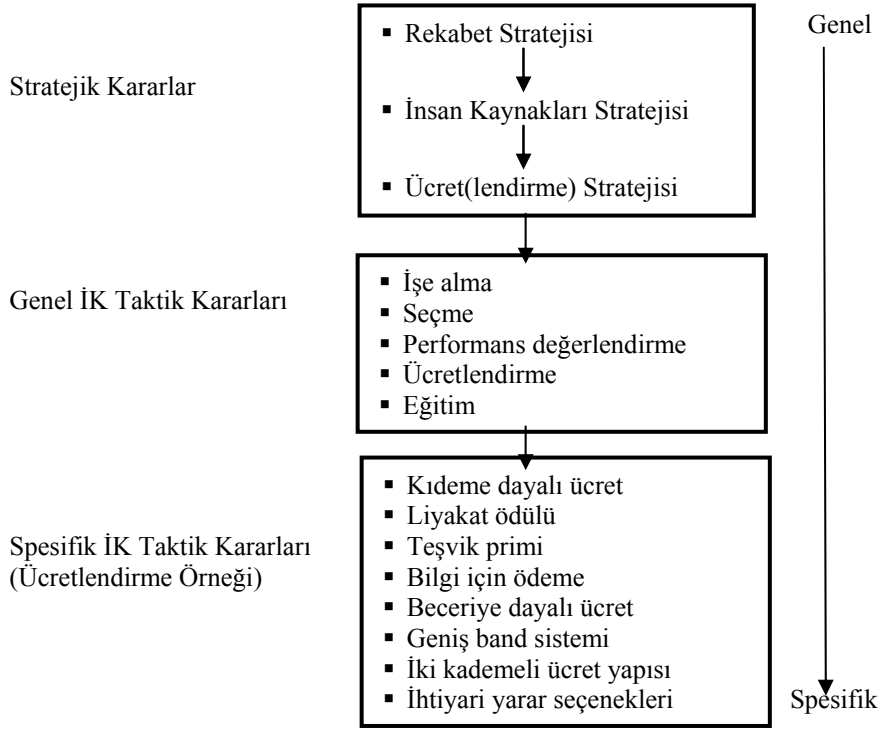 Genel
Stratejik Kararlar
▪ Rekabet Stratejisi
▪ İnsan Kaynakları Stratejisi
▪ Ücret(lendirme) Stratejisi
Genel İK Taktik Kararları
▪ İşe alma
▪ Seçme
▪ Performans değerlendirme
▪ Ücretlendirme
▪ Eğitim
Spesifik İK Taktik Kararları
(Ücretlendirme Örneği)
▪ Kıdeme dayalı ücret
▪ Liyakat ödülü
▪ Teşvik primi
▪ Bilgi için ödeme
▪ Beceriye dayalı ücret
▪ Geniş band sistemi
▪ İki kademeli ücret yapısı
▪ İhtiyari yarar seçenekleri
Spesifik